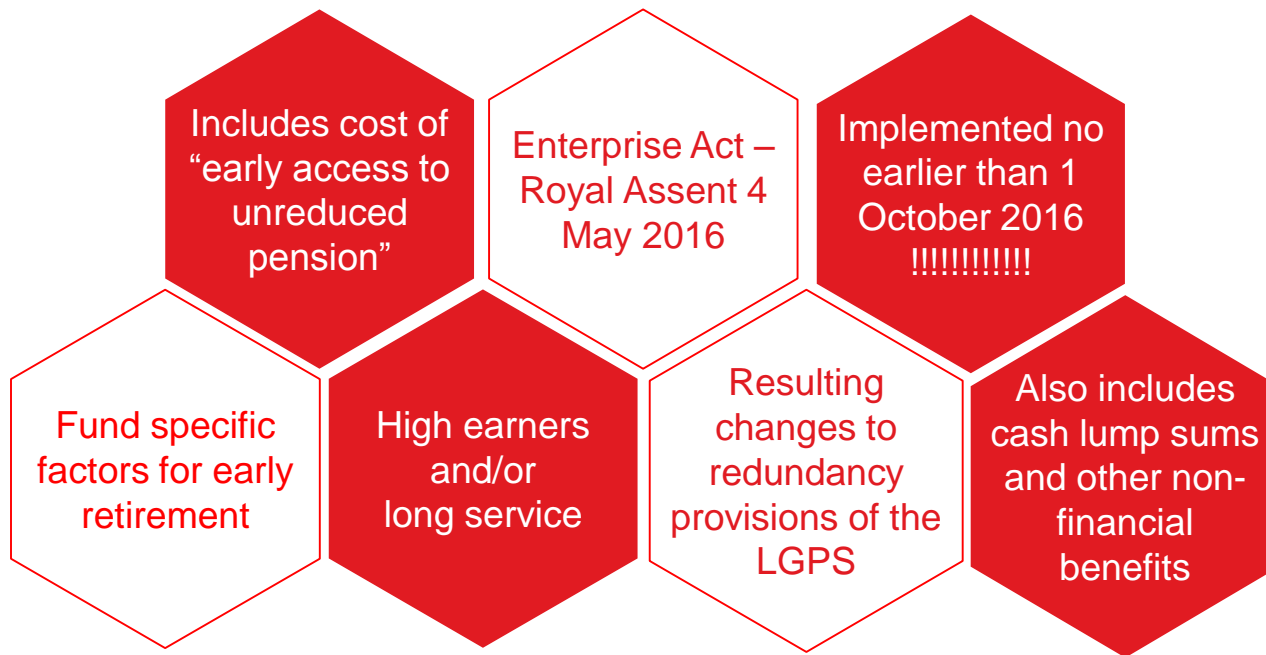 Includes cost of
“early access to
unreduced
pension”
Enterprise Act –
Royal Assent 4
May 2016
Implemented no
earlier than 1
October 2016
!!!!!!!!!!!!
Fund specific
factors for early
retirement
High earners
and/or
long service
Resulting
changes to
redundancy
provisions of the
LGPS
Also includes
cash lump sums
and other non-
financial
benefits